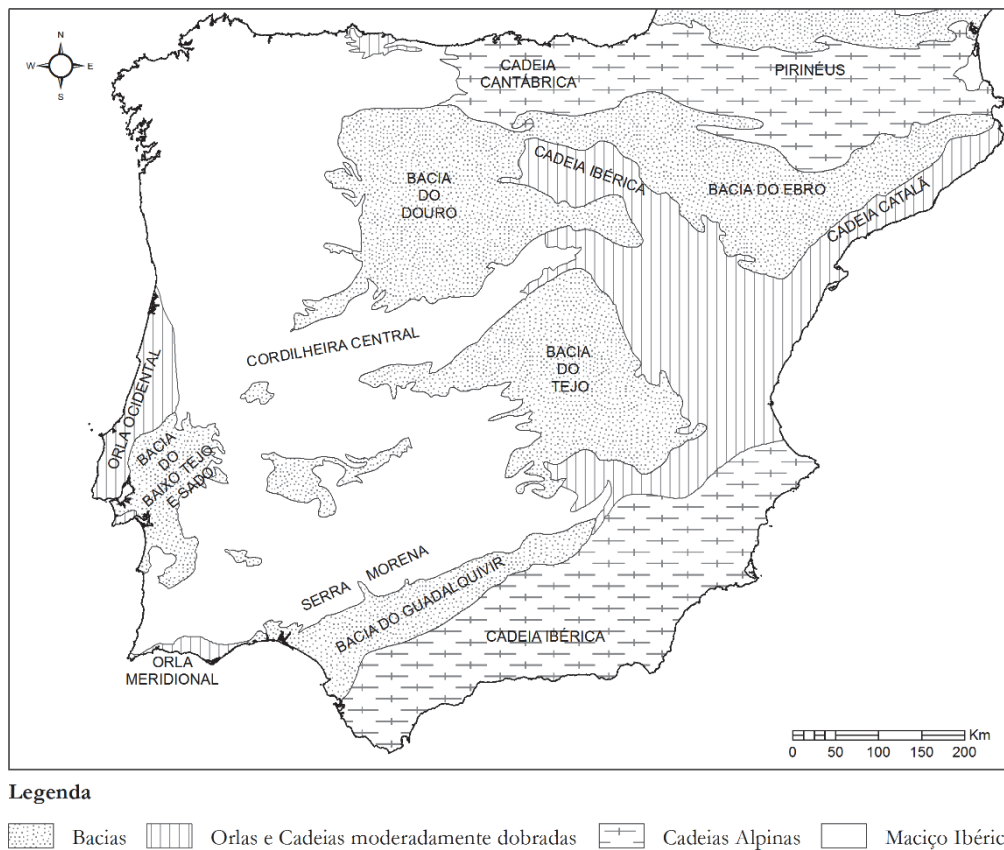 N
W E
S
CADEIA
CANTÁBRICA
PIRINÉUS
BACIA
DO
DOURO
CADEIA IBÉRICA
BACIA DO EBRO
CADEIA CATALÃ
CORDILHEIRA CENTRAL
BACIA
DO
TEJO
ORLA OCIDENTAL
BACIA
DO
BAIXO TEJO
E SADO
SERRA MORENA
BACIA DO GUADALQUIVIR
CADEIA IBÉRICA
ORLA
MERIDIONAL
Km
0 50 100 150 200
Legenda
Bacias Orlas e Cadeias moderadamente dobradas Cadeias Alpinas Maciço Ibéric